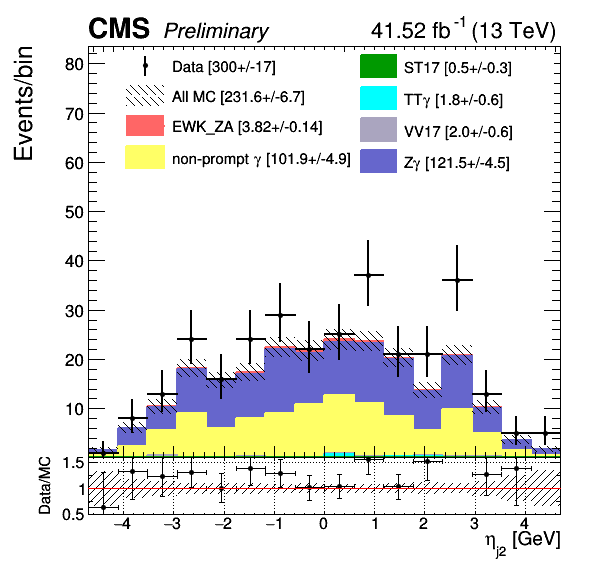 CMS Preliminary 41.52 fb⁻¹ (13 TeV)
Events/bin
80
70
60
50
40
30
20
10
Data [300+/-17]
All MC [231.6+/-6.7]
EWK_ZA [3.82+/-0.14]
non-prompt γ [101.9+/-4.9]
ST17 [0.5+/-0.3]
TTγ [1.8+/-0.6]
VV17 [2.0+/-0.6]
Zγ [121.5+/-4.5]
Data/MC
1.5
1
0.5
−4 −3 −2 −1 0 1 2 3 4
η_j2 [GeV]